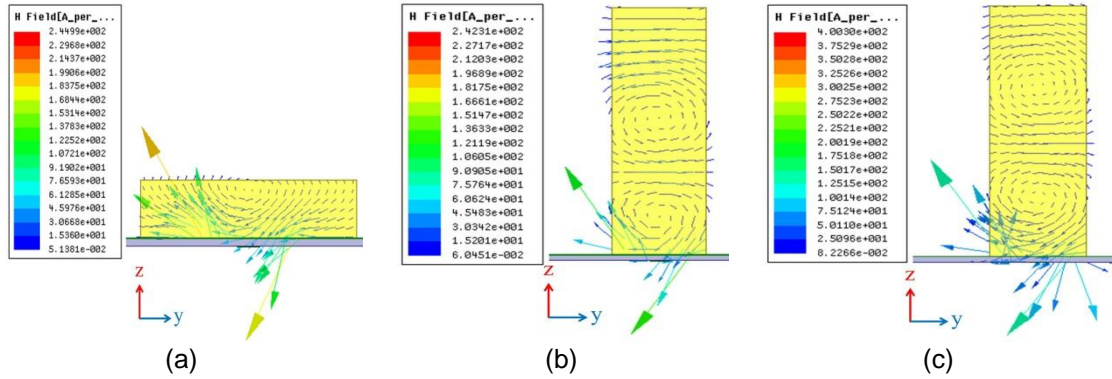 H Field[A_per_...
2.4499e+002
2.2968e+002
2.1437e+002
1.9906e+002
1.8375e+002
1.6844e+002
1.5314e+002
1.3783e+002
1.2252e+002
1.0721e+002
9.1902e+001
7.6593e+001
6.1285e+001
4.5976e+001
3.0668e+001
1.5360e+001
5.1381e-002
z
y
(a)
H Field[A_per_...
2.4231e+002
2.2717e+002
2.1203e+002
1.9689e+002
1.8175e+002
1.6661e+002
1.5147e+002
1.3633e+002
1.2119e+002
1.0605e+002
9.0905e+001
7.5764e+001
6.0624e+001
4.5483e+001
3.0342e+001
1.5201e+001
6.0451e-002
z
y
(b)
H Field[A_per_...
4.0030e+002
3.7529e+002
3.5028e+002
3.2526e+002
3.0025e+002
2.7523e+002
2.5022e+002
2.2521e+002
2.0019e+002
1.7518e+002
1.5017e+002
1.2515e+002
1.0014e+002
7.5124e+001
5.0110e+001
2.5096e+001
8.2266e-002
z
y
(c)